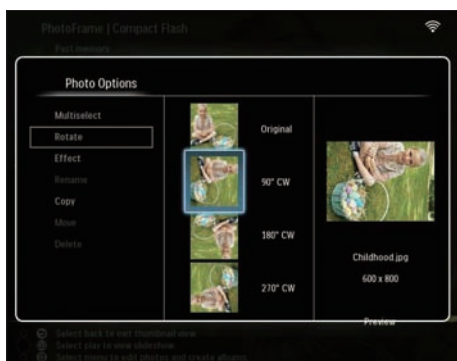 PhotoFrame | Compact Flash
Past memory
Photo Options
Multiselect
Rotate
Effect
Rename
Copy
Move
Delete
Original
90° CW
180° CW
270° CW
Childhood.jpg
600 x 800
Preview
Select back to exit thumbnail view
Select play to view slideshow
Select menu to edit photos and create albums